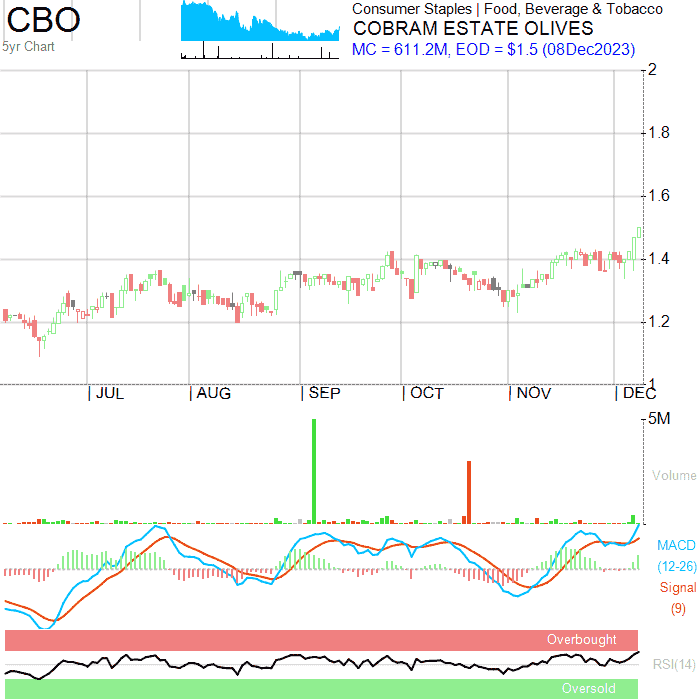 CBO
5yr Chart
Consumer Staples | Food, Beverage & Tobacco
COBRAM ESTATE OLIVES
MC = 611.2M, EOD = $1.5 (08Dec2023)
2
1.8
1.6
1.4
1.2
1
| JUL | AUG | SEP | OCT | NOV | DEC
5M
Volume
MACD
(12-26)
Signal
(9)
Overbought
RSI(14)
Oversold